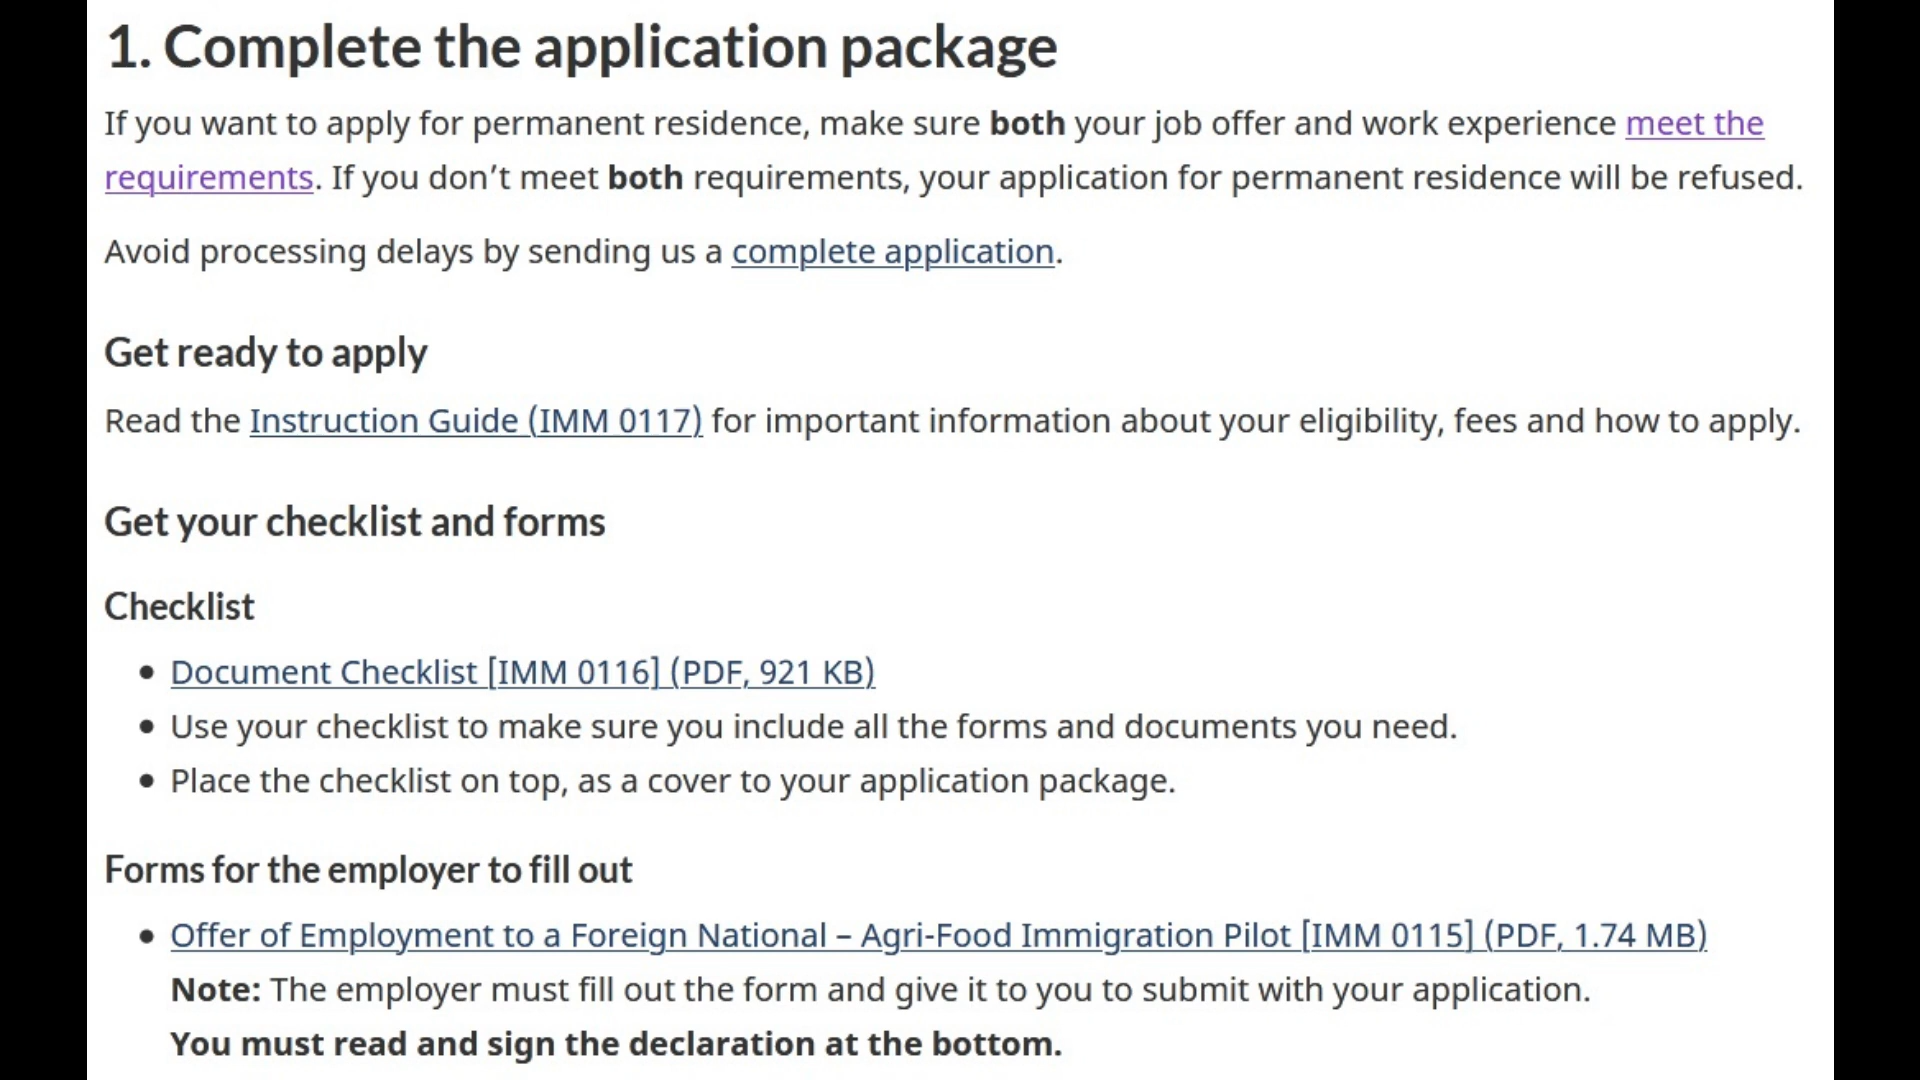 1. Complete the application package
If you want to apply for permanent residence, make sure both your job offer and work experience meet the
requirements. If you don’t meet both requirements, your application for permanent residence will be refused.
Avoid processing delays by sending us a complete application.
Get ready to apply
Read the Instruction Guide (IMM 0117) for important information about your eligibility, fees and how to apply.
Get your checklist and forms
Checklist
• Document Checklist [IMM 0116] (PDF, 921 KB)
• Use your checklist to make sure you include all the forms and documents you need.
• Place the checklist on top, as a cover to your application package.
Forms for the employer to fill out
• Offer of Employment to a Foreign National – Agri-Food Immigration Pilot [IMM 0115] (PDF, 1.74 MB)
Note: The employer must fill out the form and give it to you to submit with your application.
You must read and sign the declaration at the bottom.